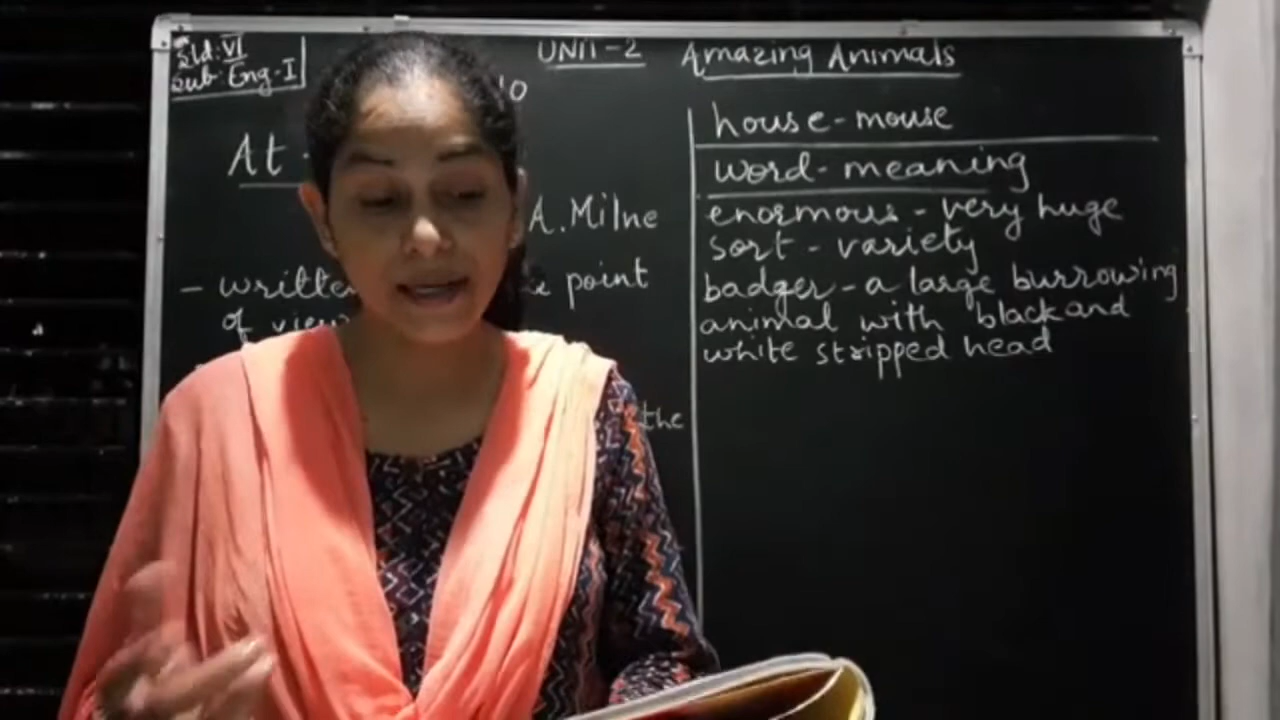 Std: VI
Sub: Eng-I
UNIT-2 Amazing Animals
At
A. Milne
- written point
of view
the
house-mouse
word-meaning
enormous - very huge
sort - variety
badger - a large burrowing
animal with black and
white stripped head